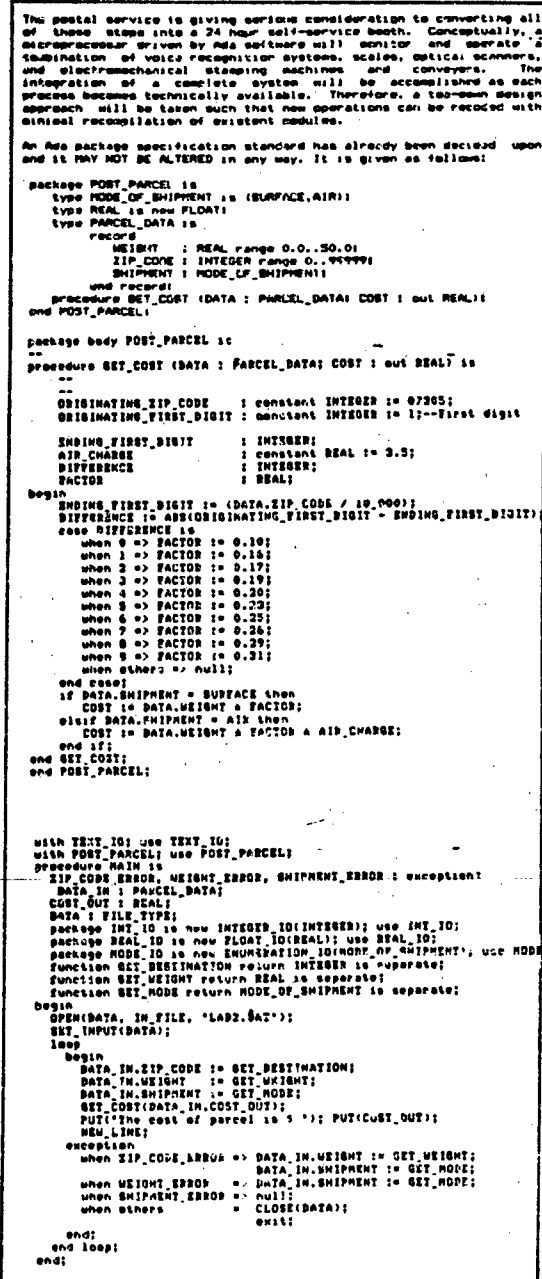 The postal service is giving serious consideration to converting all
of these steps into a 24 hour self-service booth. Conceptually, a
microprocessor driven by Ada software will monitor and operate a
combination of voice recognition systems, scales, optical scanners,
and electromechanical stamping machines and conveyors. The
integration of a complete system will be accomplished as each
process becomes technically available. Therefore, a top-down design
approach will be taken such that new operations can be recoded with
minimal recompilation of existent modules.
An Ada package specification standard has already been decided upon
and it MAY NOT BE ALTERED in any way. It is given as follows:
package POST_PARCEL is
type MODE_OF_SHIPMENT is (SURFACE,AIR);
type REAL is new FLOAT;
type PARCEL_DATA is
record
WEIGHT : REAL range 0.0..50.0;
ZIP_CODE : INTEGER range 0..99999;
SHIPMENT : MODE_OF_SHIPMENT;
end record;
procedure GET_COST (DATA : PARCEL_DATA; COST : out REAL);
end POST_PARCEL;
package body POST_PARCEL is
--
procedure GET_COST (DATA : PARCEL_DATA; COST : out REAL) is
--
--
ORIGINATING_ZIP_CODE : constant INTEGER := 07305;
ORIGINATING_FIRST_DIGIT : constant INTEGER := 1;--First digit
ENDING_FIRST_DIGIT : INTEGER;
AIR_CHARGE : constant REAL := 3.5;
DIFFERENCE : INTEGER;
FACTOR : REAL;
begin
ENDING_FIRST_DIGIT := (DATA.ZIP_CODE / 10_000);
DIFFERENCE := ABS(ORIGINATING_FIRST_DIGIT - ENDING_FIRST_DIGIT);
case DIFFERENCE is
when 0 => FACTOR := 0.10;
when 1 => FACTOR := 0.16;
when 2 => FACTOR := 0.17;
when 3 => FACTOR := 0.19;
when 4 => FACTOR := 0.20;
when 5 => FACTOR := 0.23;
when 6 => FACTOR := 0.25;
when 7 => FACTOR := 0.26;
when 8 => FACTOR := 0.29;
when 9 => FACTOR := 0.31;
when others => null;
end case;
if DATA.SHIPMENT = SURFACE then
COST := DATA.WEIGHT * FACTOR;
elsif DATA.SHIPMENT = AIR then
COST := DATA.WEIGHT * FACTOR * AIR_CHARGE;
end if;
end GET_COST;
end POST_PARCEL;
with TEXT_IO; use TEXT_IO;
with POST_PARCEL; use POST_PARCEL;
procedure MAIN is
ZIP_CODE_ERROR, WEIGHT_ERROR, SHIPMENT_ERROR : exception;
DATA_IN : PARCEL_DATA;
COST_OUT : REAL;
DATA : FILE_TYPE;
package INT_IO is new INTEGER_IO(INTEGER); use INT_IO;
package REAL_IO is new FLOAT_IO(REAL); use REAL_IO;
package MODE_IO is new ENUMERATION_IO(MODE_OF_SHIPMENT); use MODE
function GET_DESTINATION return INTEGER is separate;
function GET_WEIGHT return REAL is separate;
function GET_MODE return MODE_OF_SHIPMENT is separate;
begin
OPEN(DATA, IN_FILE, "LAB2.DAT");
SET_INPUT(DATA);
loop
begin
DATA_IN.ZIP_CODE := GET_DESTINATION;
DATA_IN.WEIGHT := GET_WEIGHT;
DATA_IN.SHIPMENT := GET_MODE;
GET_COST(DATA_IN,COST_OUT);
PUT("The cost of parcel is $ "); PUT(COST_OUT);
NEW_LINE;
exception
when ZIP_CODE_ERROR => DATA_IN.WEIGHT := GET_WEIGHT;
DATA_IN.SHIPMENT := GET_MODE;
when WEIGHT_ERROR => DATA_IN.SHIPMENT := GET_MODE;
when SHIPMENT_ERROR => null;
when others = CLOSE(DATA);
exit;
end;
end loop;
end;